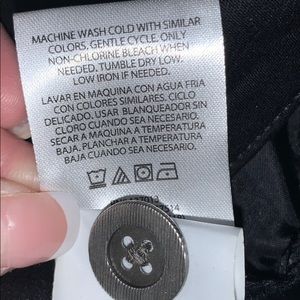 MACHINE WASH COLD WITH SIMILAR
COLORS, GENTLE CYCLE. ONLY
NON-CHLORINE BLEACH WHEN
NEEDED. TUMBLE DRY LOW.
LOW IRON IF NEEDED.
LAVAR EN MAQUINA CON AGUA FRIA
CON COLORES SIMILARES. CICLO
DELICADO. USAR BLANQUEADOR SIN
CLORO CUANDO SEA NECESARIO.
SECAR A MAQUINA A TEMPERATURA
BAJA. PLANCHAR A TEMPERATURA
BAJA CUANDO SEA NECESARIO.